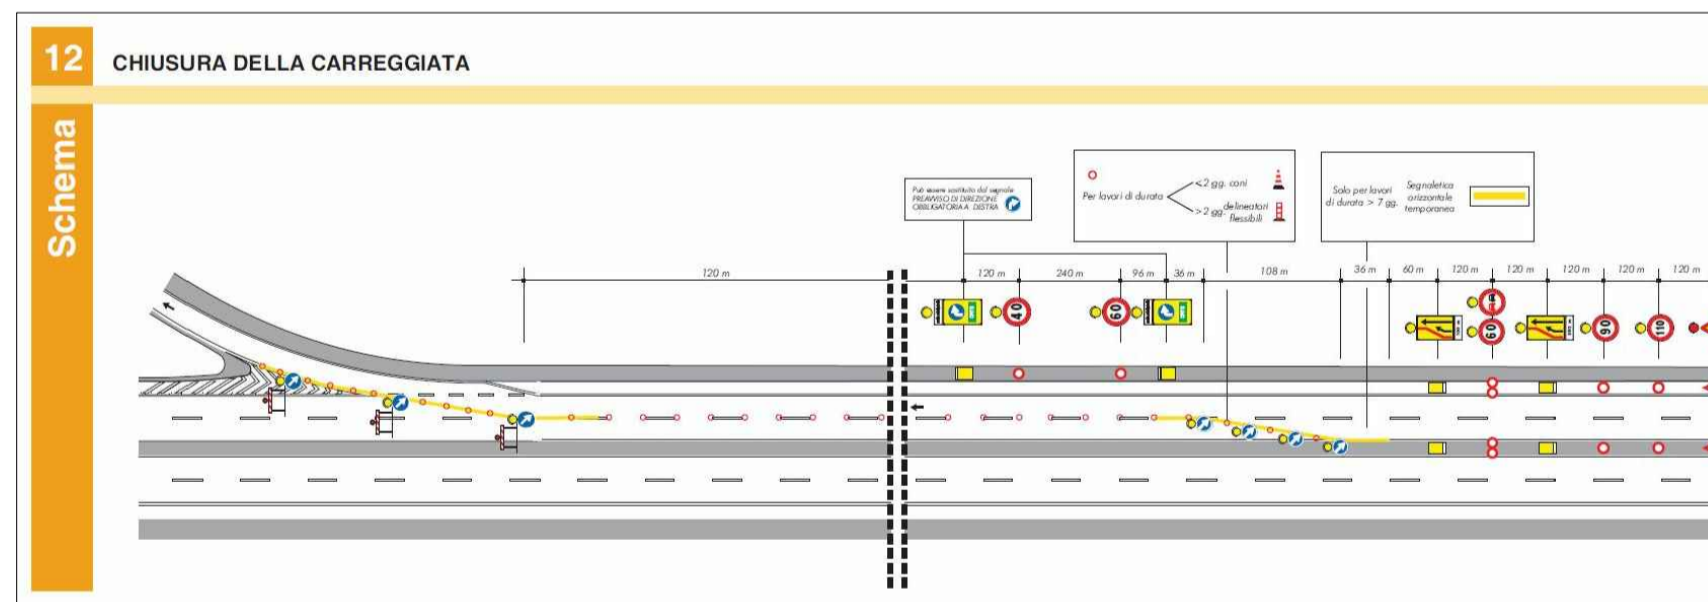 12
CHIUSURA DELLA CARREGGIATA
Schema
Può essere sostituito dal segnale
PREAVVISO DI DIREZIONE
OBBLIGATORIA A DESTRA
Per lavori di durata
<2 gg. coni
>2 gg. delineatori
flessibili
Solo per lavori
di durata > 7 gg.
Segnaletica
orizzontale
temporanea
120 m
120 m
240 m
96 m
36 m
108 m
36 m
60 m
120 m
120 m
120 m
120 m
120 m
40
60
60
90
110